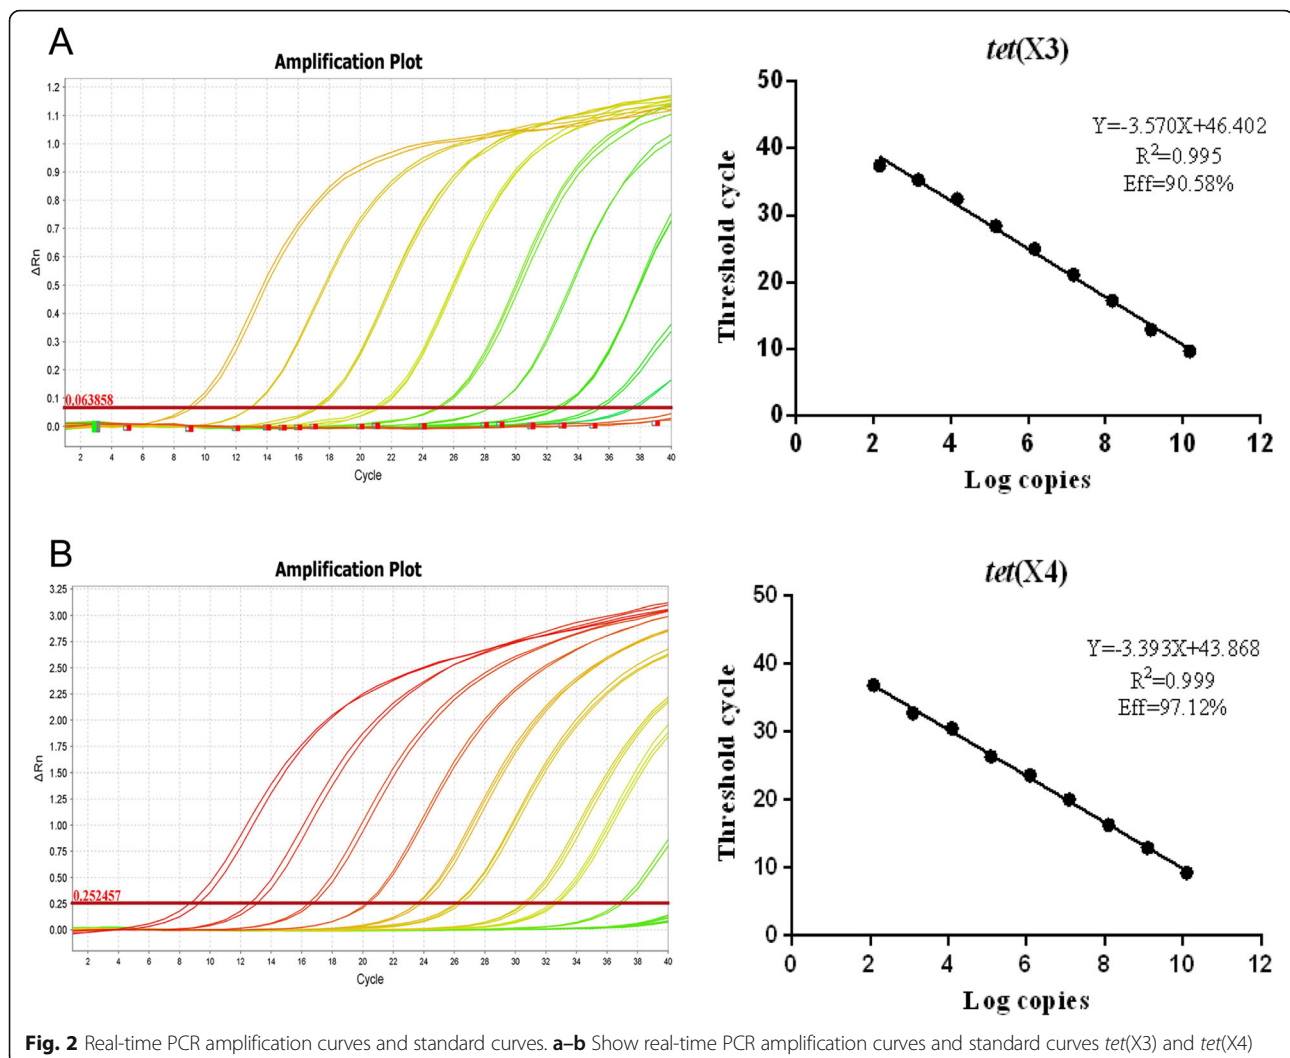 A
Amplification Plot
1.2
1.1
1.0
0.9
0.8
0.7
0.6
0.5
0.4
0.3
0.2
0.1
0.0
ΔRn
0.063858
2 4 6 8 10 12 14 16 18 20 22 24 26 28 30 32 34 36 38 40
Cycle
tet(X3)
50
40
30
20
10
0
Threshold cycle
Y=-3.570X+46.402
R²=0.995
Eff=90.58%
0 2 4 6 8 10 12
Log copies
B
Amplification Plot
3.25
3.00
2.75
2.50
2.25
2.00
1.75
1.50
1.25
1.00
0.75
0.50
0.25
0.00
ΔRn
0.252457
2 4 6 8 10 12 14 16 18 20 22 24 26 28 30 32 34 36 38 40
Cycle
tet(X4)
50
40
30
20
10
0
Threshold cycle
Y=-3.393X+43.868
R²=0.999
Eff=97.12%
0 2 4 6 8 10 12
Log copies
Fig. 2 Real-time PCR amplification curves and standard curves. a–b Show real-time PCR amplification curves and standard curves tet(X3) and tet(X4)